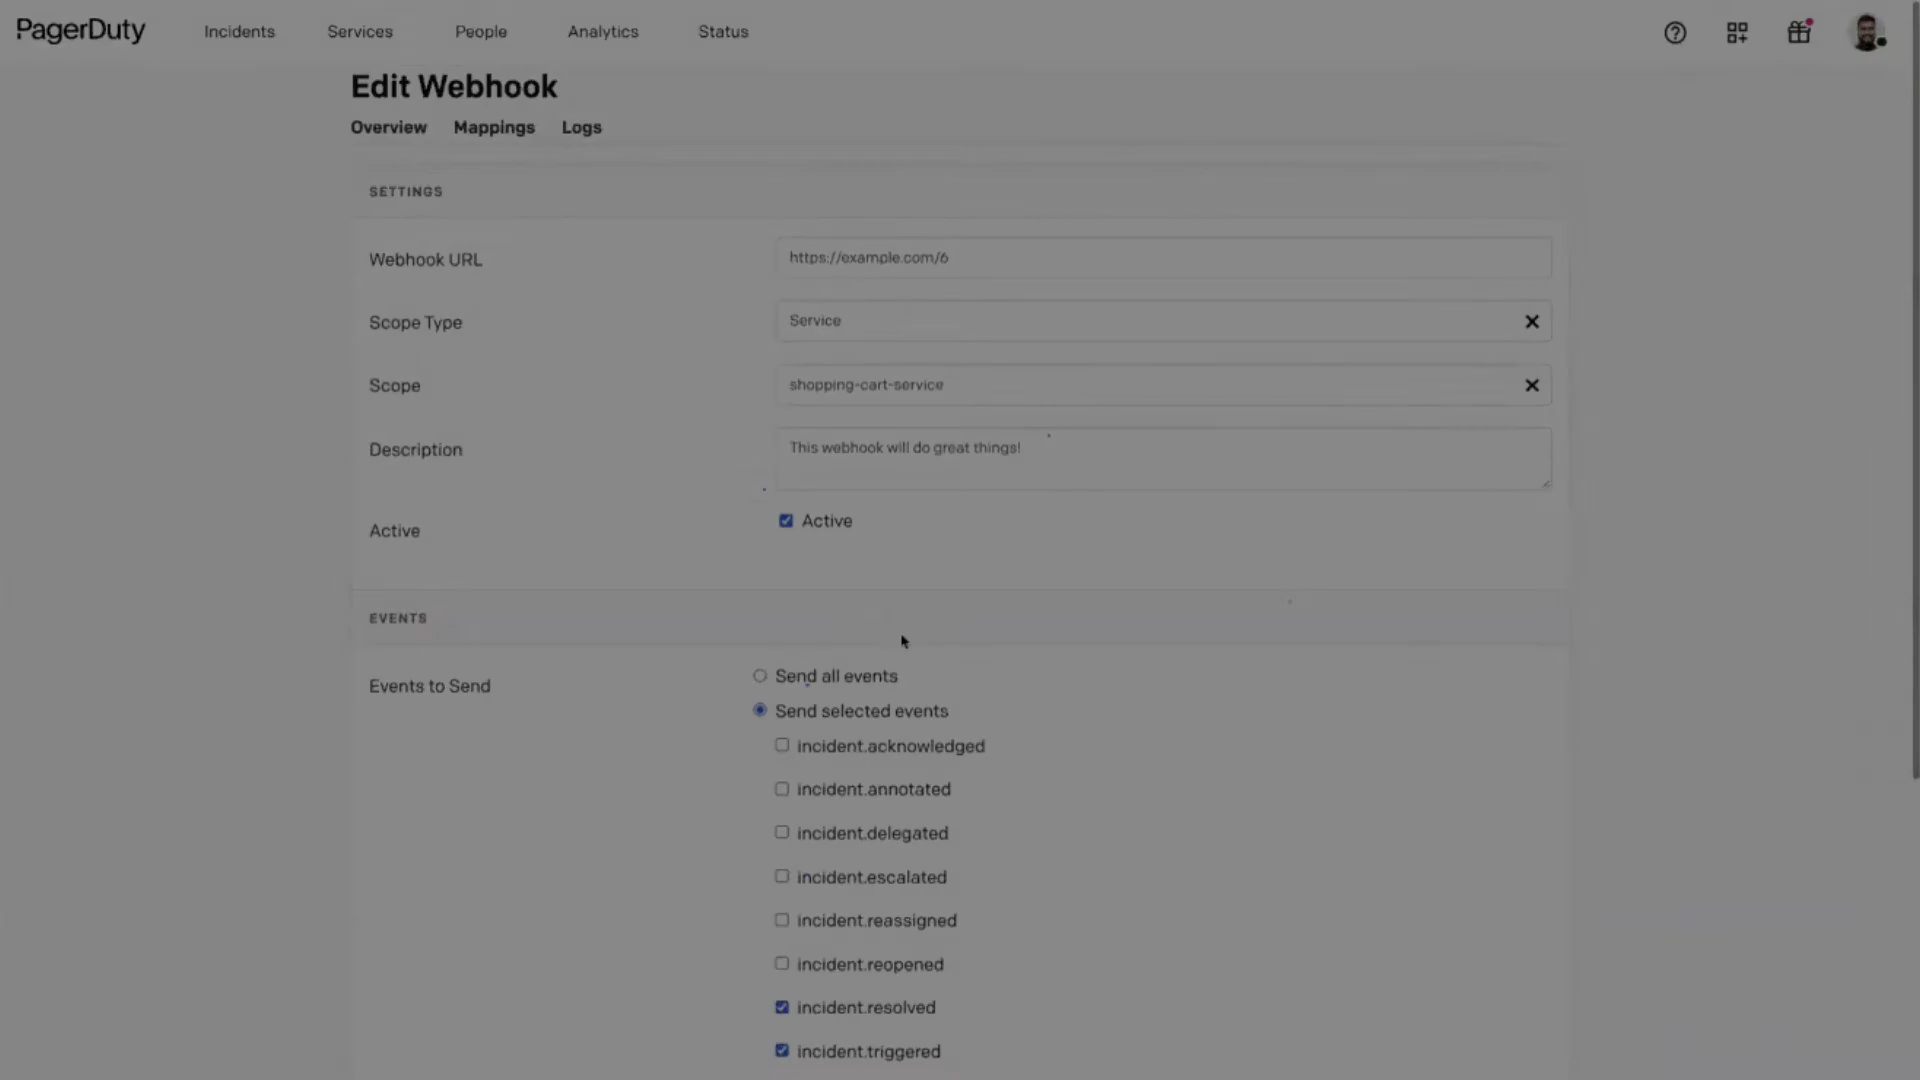 PagerDuty Incidents Services People Analytics Status
Edit Webhook
Overview Mappings Logs
SETTINGS
Webhook URL https://example.com/6
Scope Type Service
Scope shopping-cart-service
Description This webhook will do great things!
Active Active
EVENTS
Events to Send Send all events
Send selected events
incident.acknowledged
incident.annotated
incident.delegated
incident.escalated
incident.reassigned
incident.reopened
incident.resolved
incident.triggered